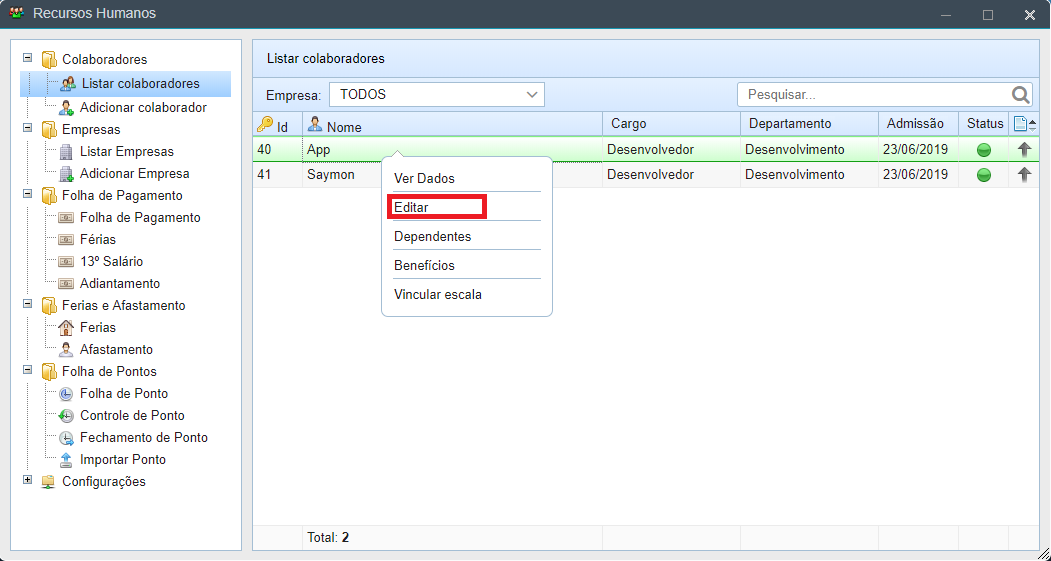 Recursos Humanos
Colaboradores
Listar colaboradores
Adicionar colaborador
Empresas
Listar Empresas
Adicionar Empresa
Folha de Pagamento
Folha de Pagamento
Férias
13º Salário
Adiantamento
Ferias e Afastamento
Ferias
Afastamento
Folha de Pontos
Folha de Ponto
Controle de Ponto
Fechamento de Ponto
Importar Ponto
Configurações
Listar colaboradores
Empresa: TODOS Pesquisar...
Id Nome Cargo Departamento Admissão Status
40 App Desenvolvedor Desenvolvimento 23/06/2019
41 Saymon Desenvolvedor Desenvolvimento 23/06/2019
Ver Dados
Editar
Dependentes
Benefícios
Vincular escala
Total: 2